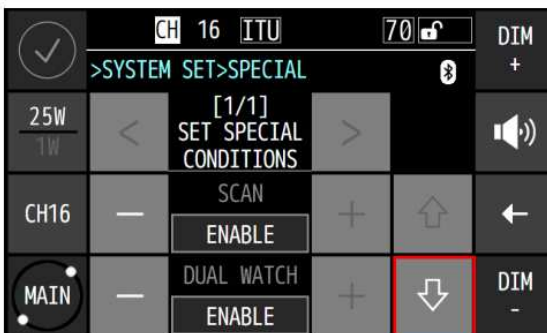 CH 16 ITU 70
DIM
+
>SYSTEM SET>SPECIAL
25W
1W
<
[1/1]
SET SPECIAL
CONDITIONS
>
CH16
SCAN
−
ENABLE
+
MAIN
DUAL WATCH
−
ENABLE
+
DIM
-